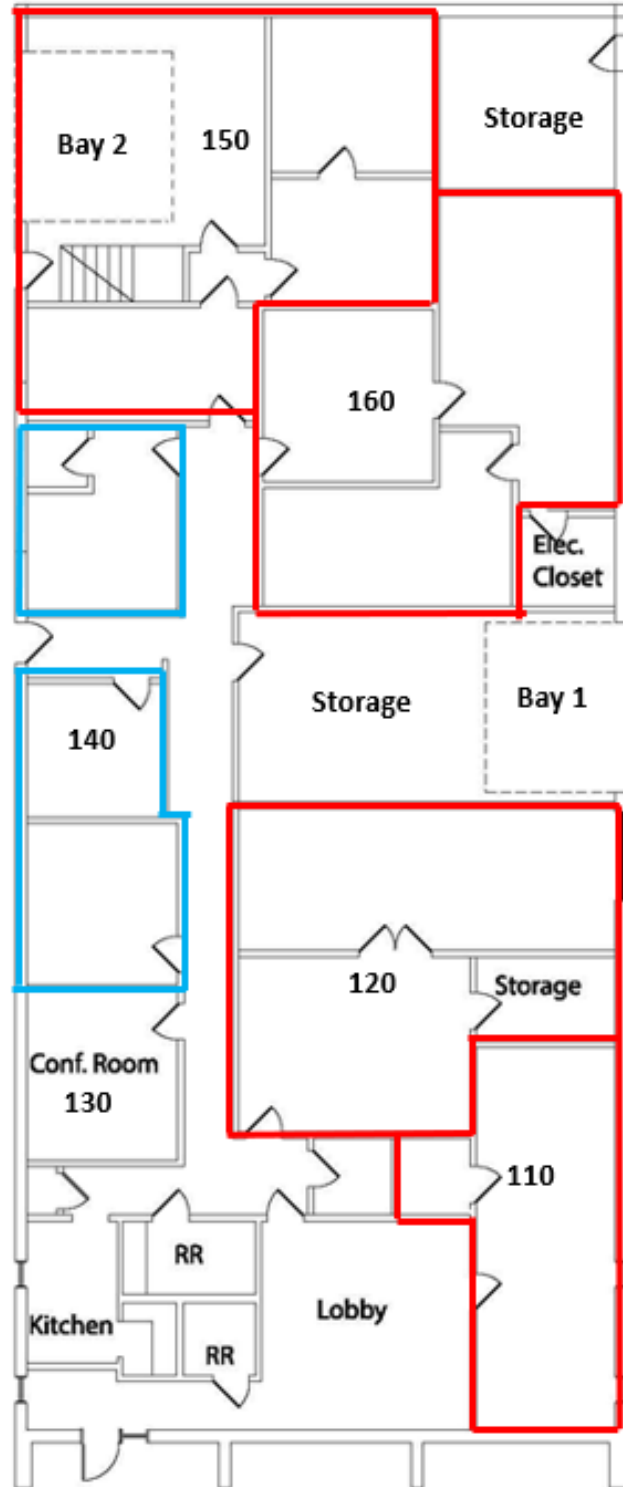 Storage
Bay 2
150
160
Elec.
Closet
Storage
Bay 1
140
120
Storage
Conf. Room
130
110
RR
Lobby
Kitchen
RR